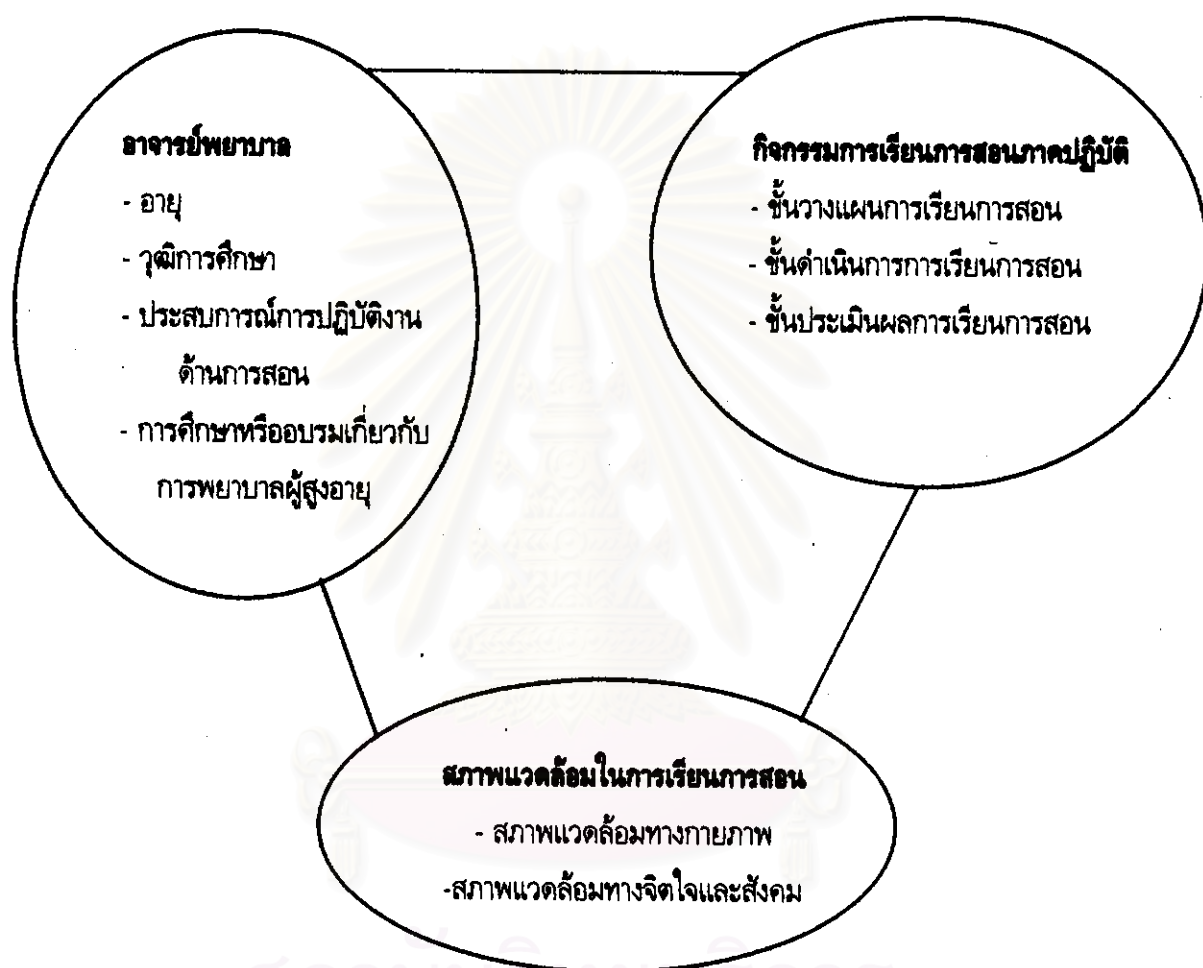 อาจารย์พยาบาล
- อายุ
- วุฒิการศึกษา
- ประสบการณ์การปฏิบัติงาน
ด้านการสอน
- การศึกษาหรืออบรมเกี่ยวกับ
การพยาบาลผู้สูงอายุ
กิจกรรมการเรียนการสอนภาคปฏิบัติ
- ขั้นวางแผนการเรียนการสอน
- ขั้นดำเนินการการเรียนการสอน
- ขั้นประเมินผลการเรียนการสอน
สภาพแวดล้อมในการเรียนการสอน
- สภาพแวดล้อมทางกายภาพ
-สภาพแวดล้อมทางจิตใจและสังคม